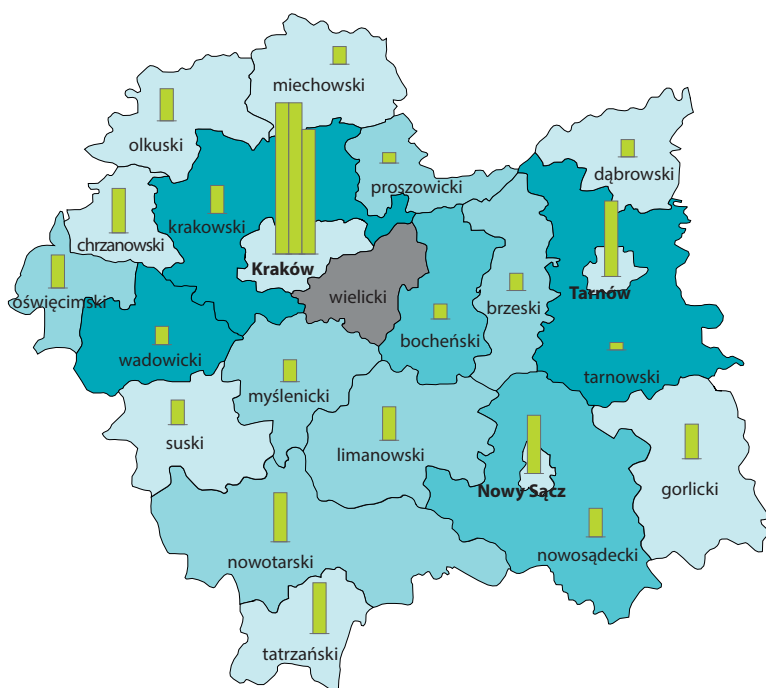 miechowski
olkuski
dąbrowski
proszowicki
krakowski
chrzanowski
Kraków
wielicki
oświęcimski
Tarnów
brzeski
bocheński
wadowicki
tarnowski
myślenicki
suski
limanowski
Nowy Sącz
gorlicki
nowotarski
nowosądecki
tatrzański